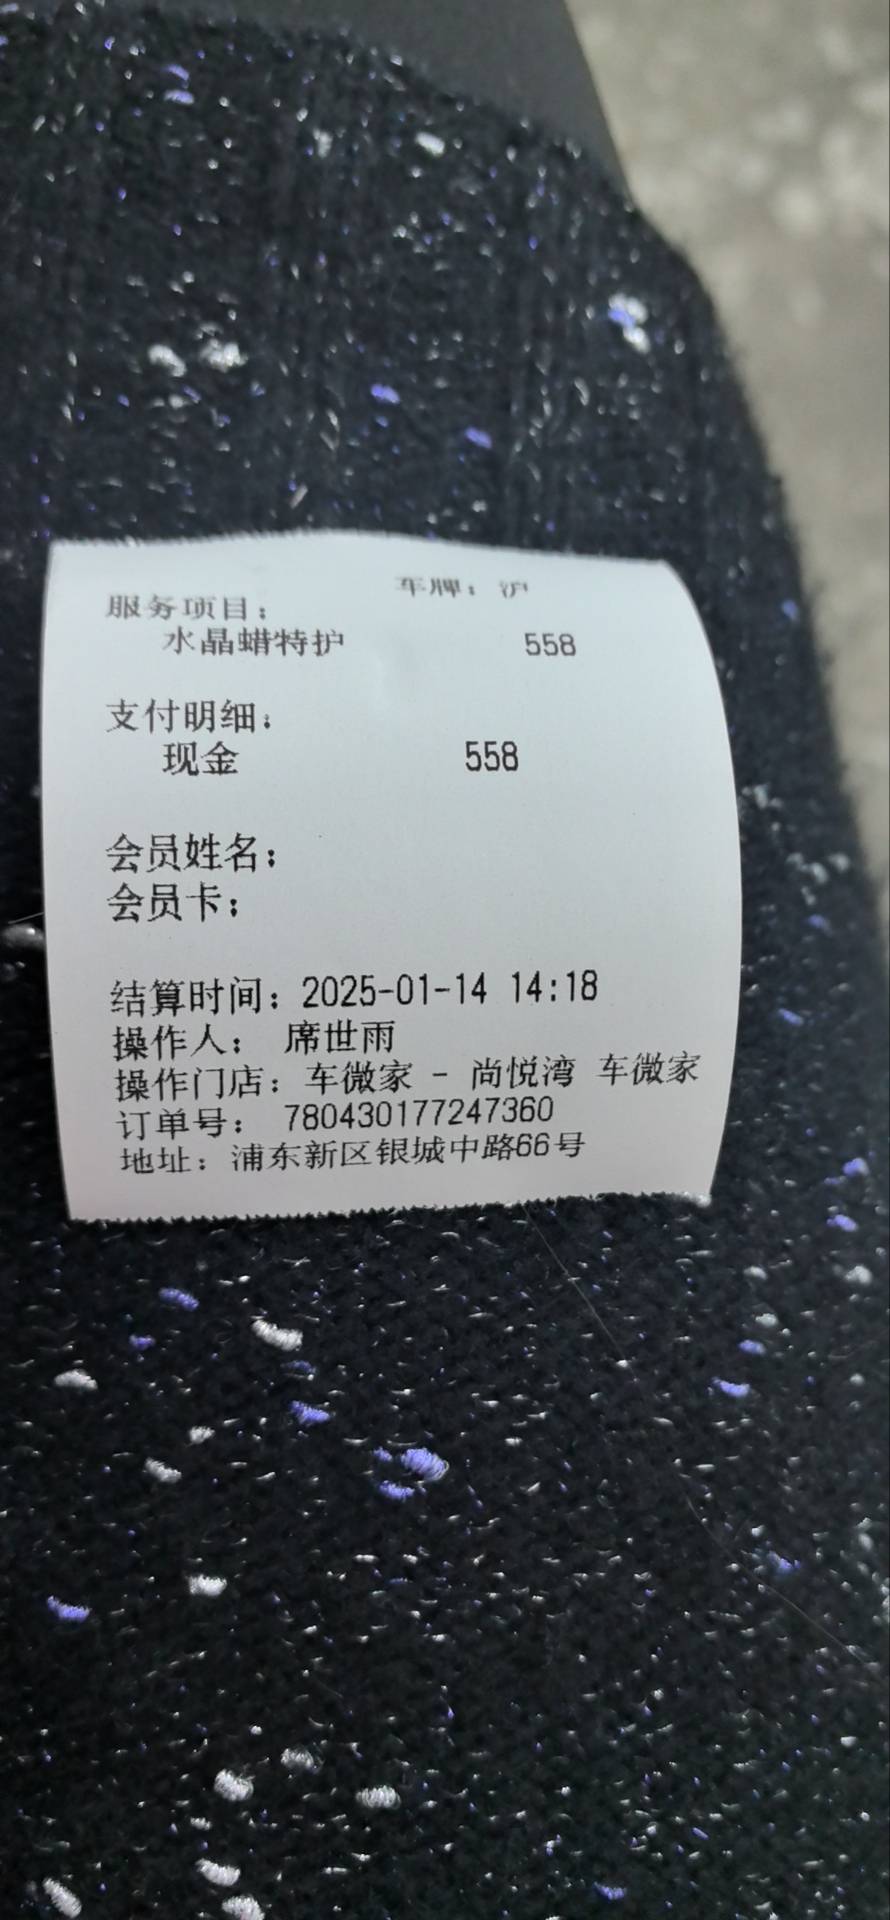 车牌：沪
服务项目：
水晶蜡特护 558
支付明细：
现金 558
会员姓名：
会员卡：
结算时间：2025-01-14 14:18
操作人： 席世雨
操作门店：车微家 - 尚悦湾 车微家
订单号： 780430177247360
地址：浦东新区银城中路66号